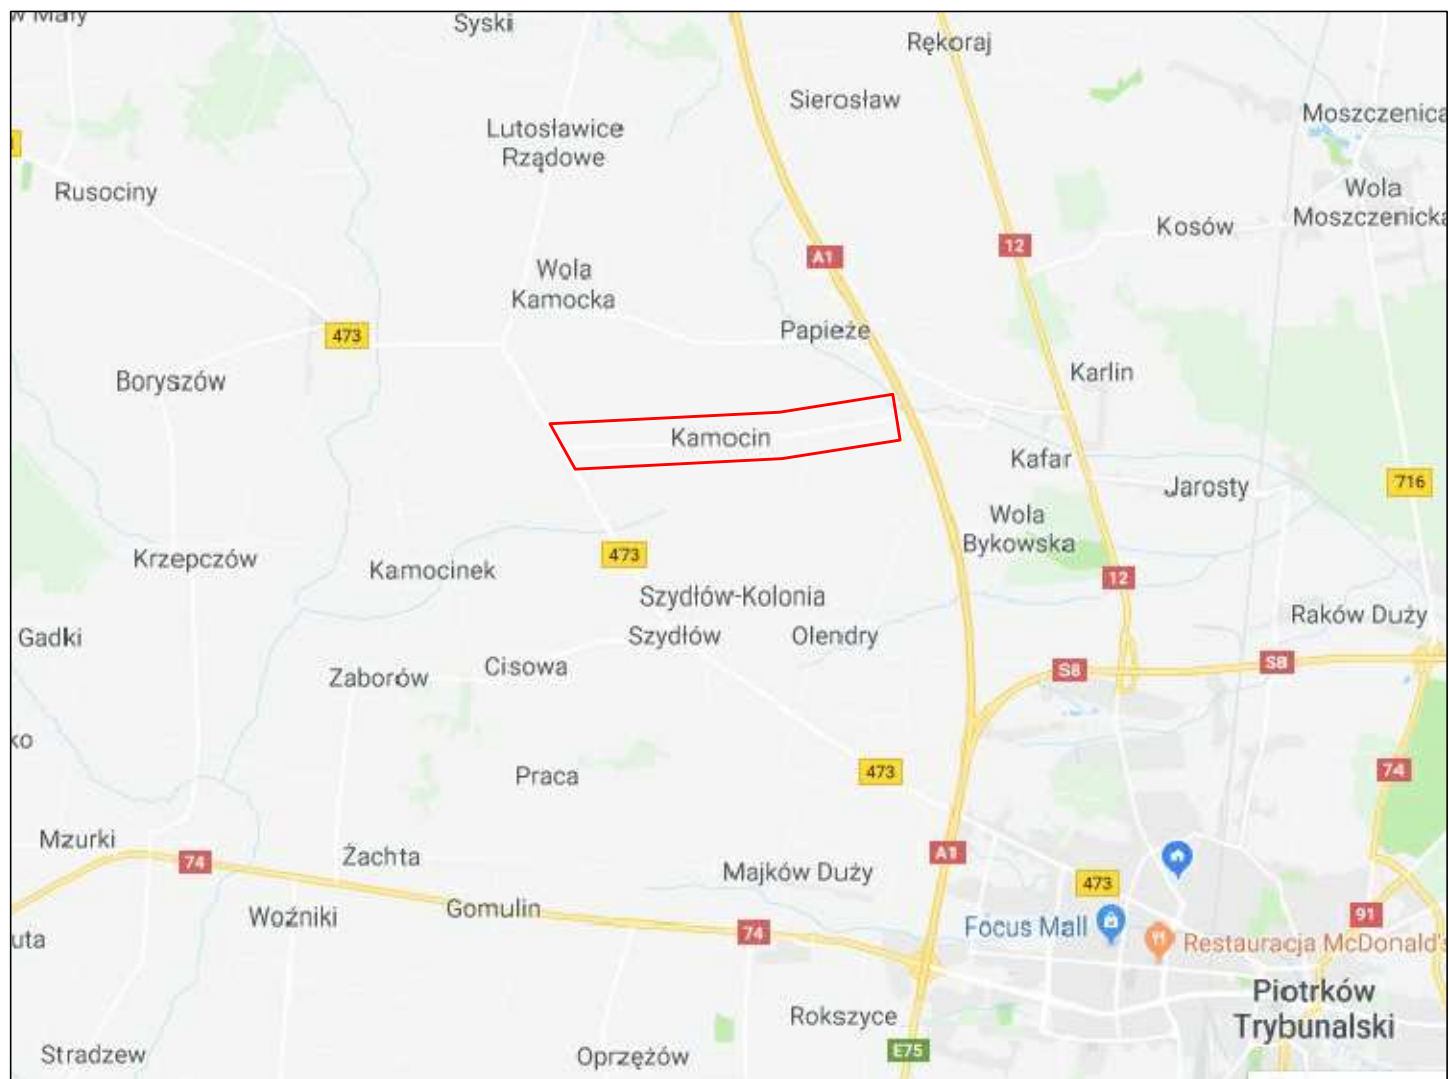 w Mały
Syski
Rękoraj
Sierosław
Moszczenica
Lutosławice
Rządowe
Rusociny
Wola
Moszczenicka
Kosów
12
A1
Wola
Kamocka
Papieże
473
Karlin
Boryszów
Kamocin
Kafar
Jarosty
716
Wola
Bykowska
473
Krzepczów
Kamocinek
12
Szydłów-Kolonia
Raków Duży
Gadki
Szydłów
Olendry
Cisowa
S8
S8
Zaborów
ko
Praca
473
74
Mzurki
A1
Żachta
74
Majków Duży
473
Gomulin
Woźniki
91
Focus Mall
74
uta
Restauracja McDonald's
Piotrków
Trybunalski
Rokszyce
E75
Stradzew
Oprzężów